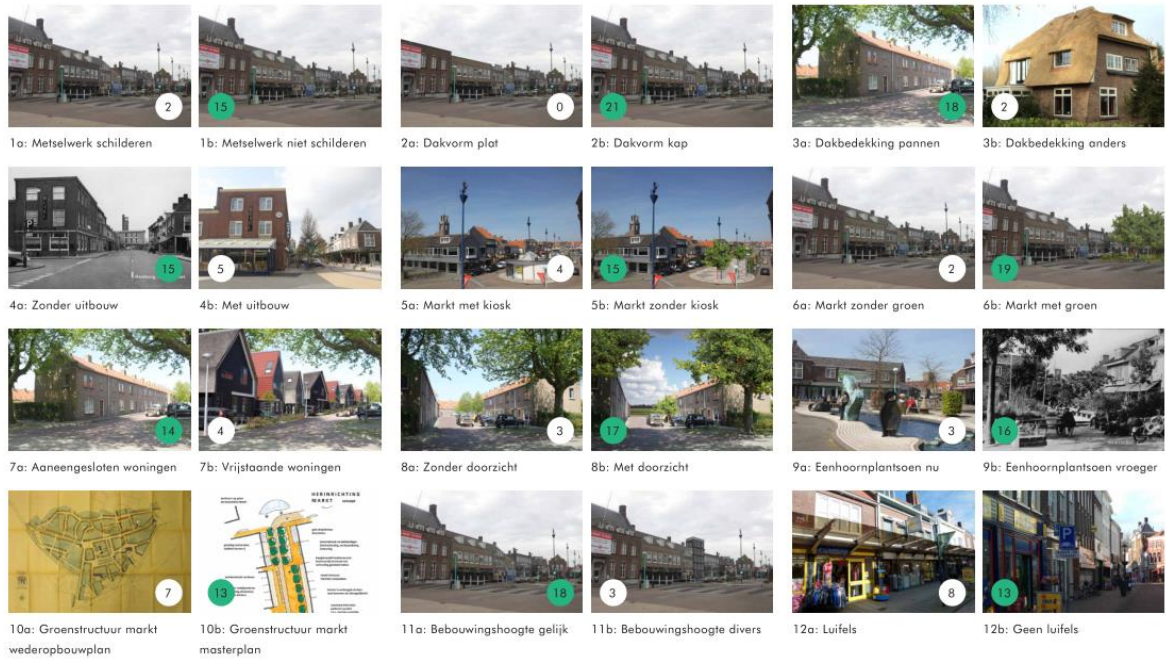 2
15
0
21
18
2
1a: Metselwerk schilderen
1b: Metselwerk niet schilderen
2a: Dakvorm plat
2b: Dakvorm kap
3a: Dakbedekking pannen
3b: Dakbedekking anders
15
5
4
15
2
19
4a: Zonder uitbouw
4b: Met uitbouw
5a: Markt met kiosk
5b: Markt zonder kiosk
6a: Markt zonder groen
6b: Markt met groen
14
4
3
17
3
16
7a: Aaneengesloten woningen
7b: Vrijstaande woningen
8a: Zonder doorzicht
8b: Met doorzicht
9a: Eenhoornplantsoen nu
9b: Eenhoornplantsoen vroeger
HERINRICHTING
MARKT
P
7
13
18
3
8
13
10a: Groenstructuur markt
wederopbouwplan
10b: Groenstructuur markt
masterplan
11a: Bebouwingshoogte gelijk
11b: Bebouwingshoogte divers
12a: Luifels
12b: Geen luifels